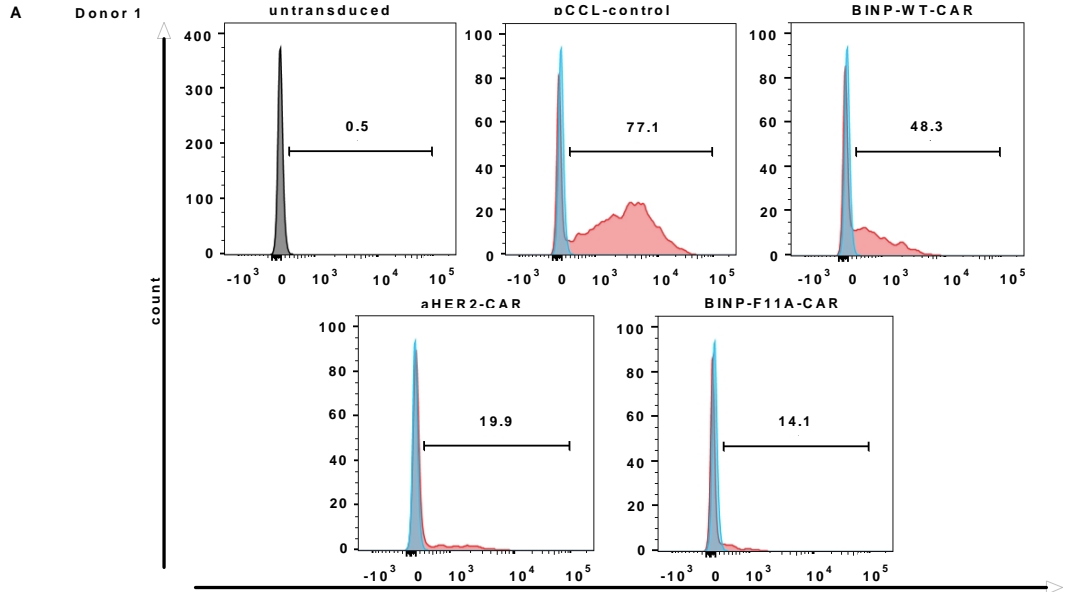 A
Donor 1
untransduced
pCCL-control
BINP-WT-CAR
400
300
200
100
0
0.5
-10³ 0 10³ 10⁴ 10⁵
100
80
60
40
20
0
77.1
-10³ 0 10³ 10⁴ 10⁵
100
80
60
40
20
0
48.3
-10³ 0 10³ 10⁴ 10⁵
count
aHER2-CAR
BINP-F11A-CAR
100
80
60
40
20
0
19.9
-10³ 0 10³ 10⁴ 10⁵
100
80
60
40
20
0
14.1
-10³ 0 10³ 10⁴ 10⁵